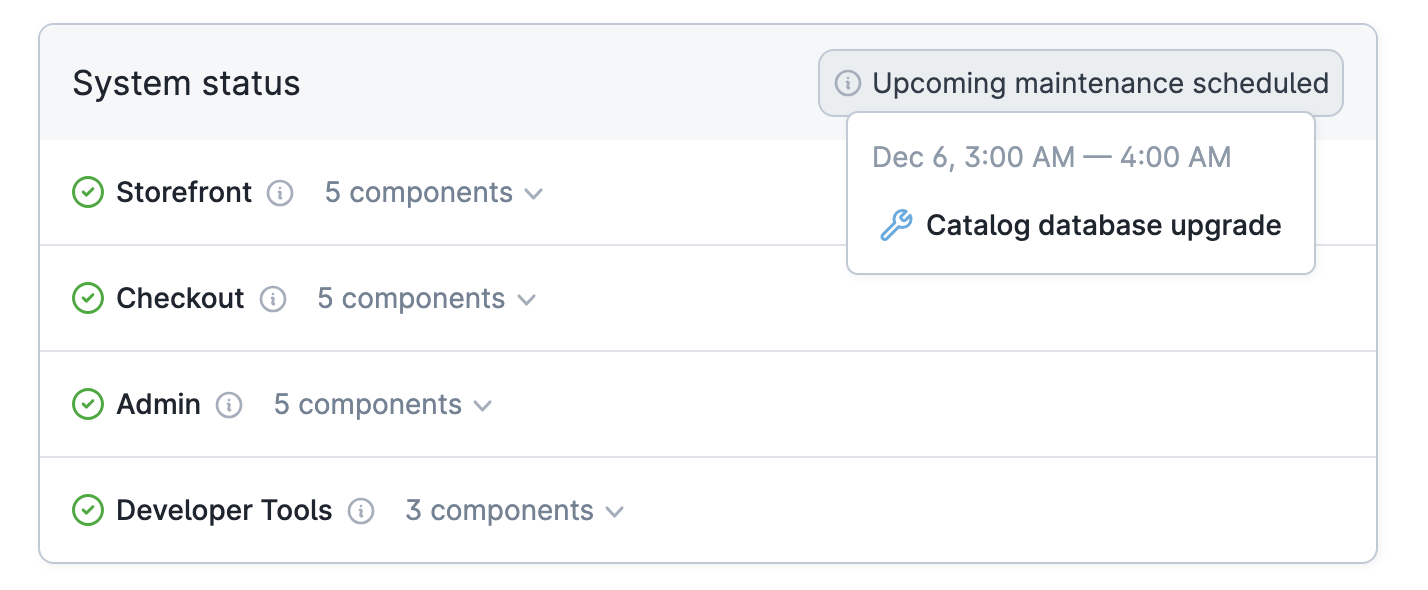 System status
Upcoming maintenance scheduled
Dec 6, 3:00 AM — 4:00 AM
Catalog database upgrade
Storefront 5 components
Checkout 5 components
Admin 5 components
Developer Tools 3 components